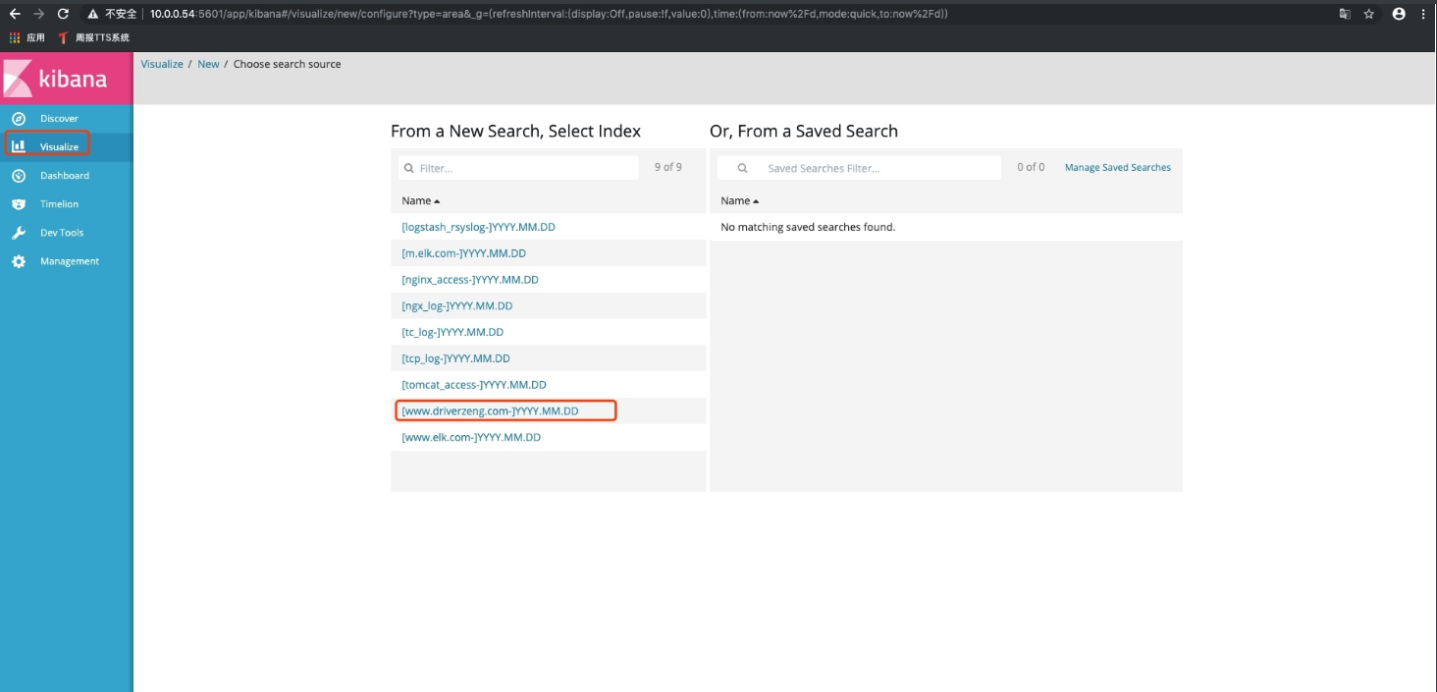 不安全 10.0.0.54:5601/app/kibana#/visualize/new/configure?type=area&_g=(refreshInterval:(display:Off,pause:!f,value:0),time:(from:now%2Fd,mode:quick,to:now%2Fd))
应用 周报TTS系统
kibana
Visualize / New / Choose search source
Discover
Visualize
Dashboard
Timelion
Dev Tools
Management
From a New Search, Select Index
Filter... 9 of 9
Name
[logstash_rsyslog-]YYYY.MM.DD
[m.elk.com-]YYYY.MM.DD
[nginx_access-]YYYY.MM.DD
[ngx_log-]YYYY.MM.DD
[tc_log-]YYYY.MM.DD
[tcp_log-]YYYY.MM.DD
[tomcat_access-]YYYY.MM.DD
[www.driverzeng.com-]YYYY.MM.DD
[www.elk.com-]YYYY.MM.DD
Or, From a Saved Search
Saved Searches Filter... 0 of 0 Manage Saved Searches
Name
No matching saved searches found.